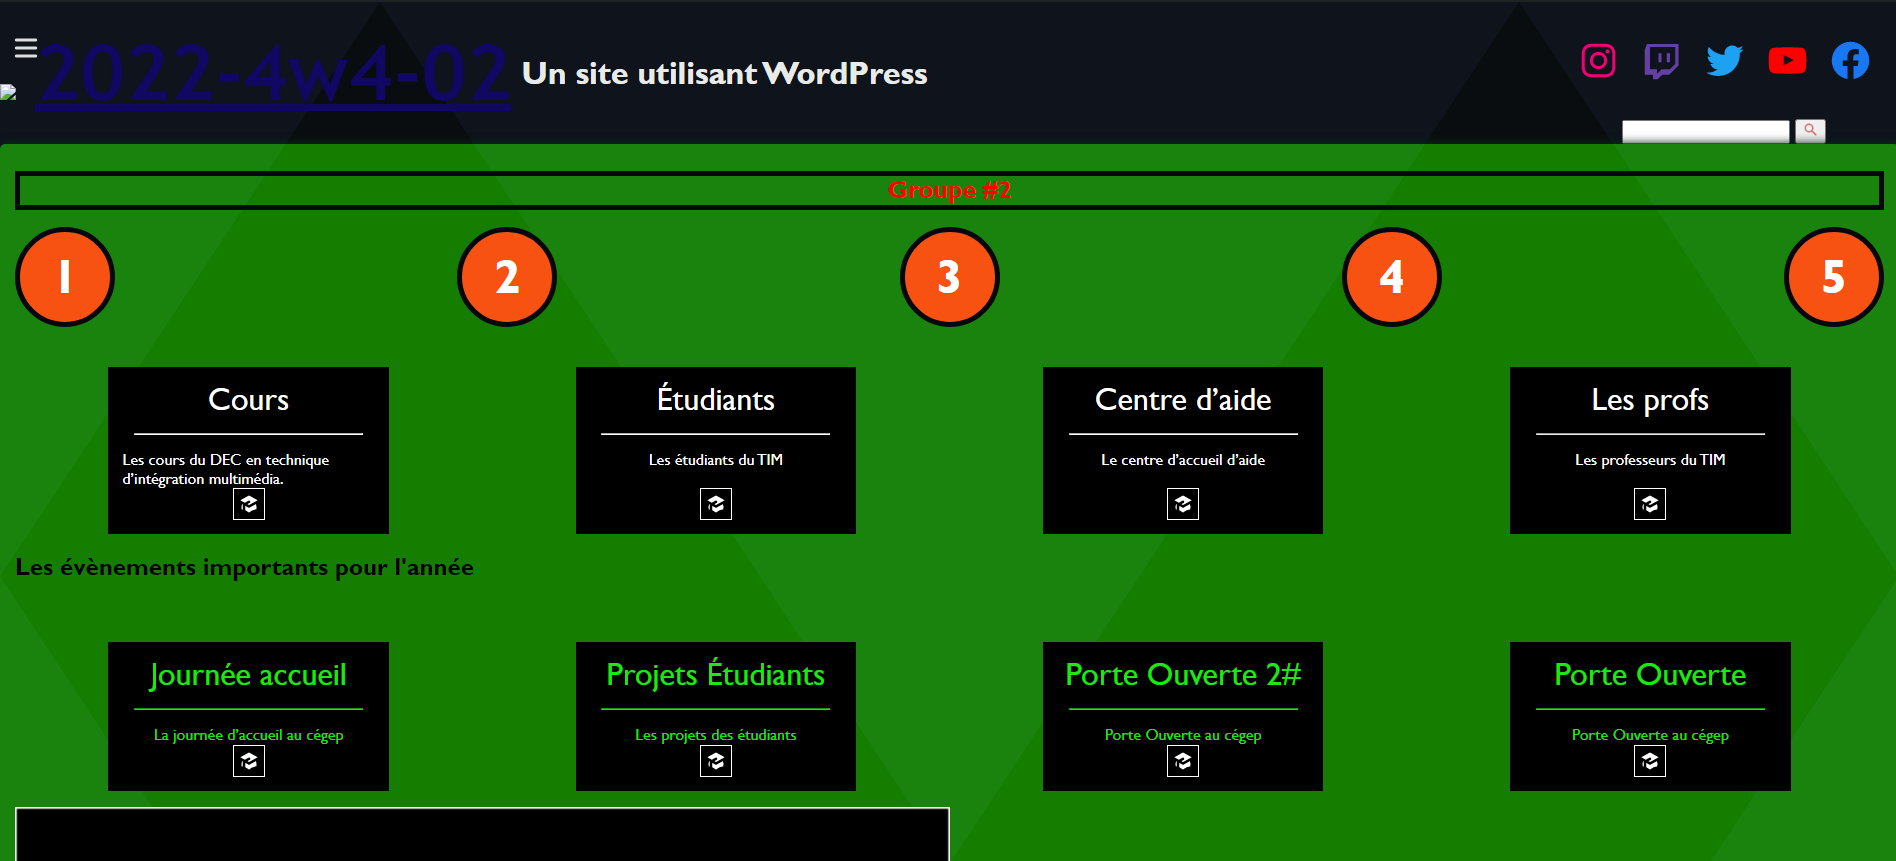 2022-4w4-02
Un site utilisant WordPress
Groupe #2
1
2
3
4
5
Cours
Les cours du DEC en technique
d'intégration multimédia.
Étudiants
Les étudiants du TIM
Centre d’aide
Le centre d’accueil d’aide
Les profs
Les professeurs du TIM
Les évènements importants pour l'année
Journée accueil
La journée d’accueil au cégep
Projets Étudiants
Les projets des étudiants
Porte Ouverte 2#
Porte Ouverte au cégep
Porte Ouverte
Porte Ouverte au cégep